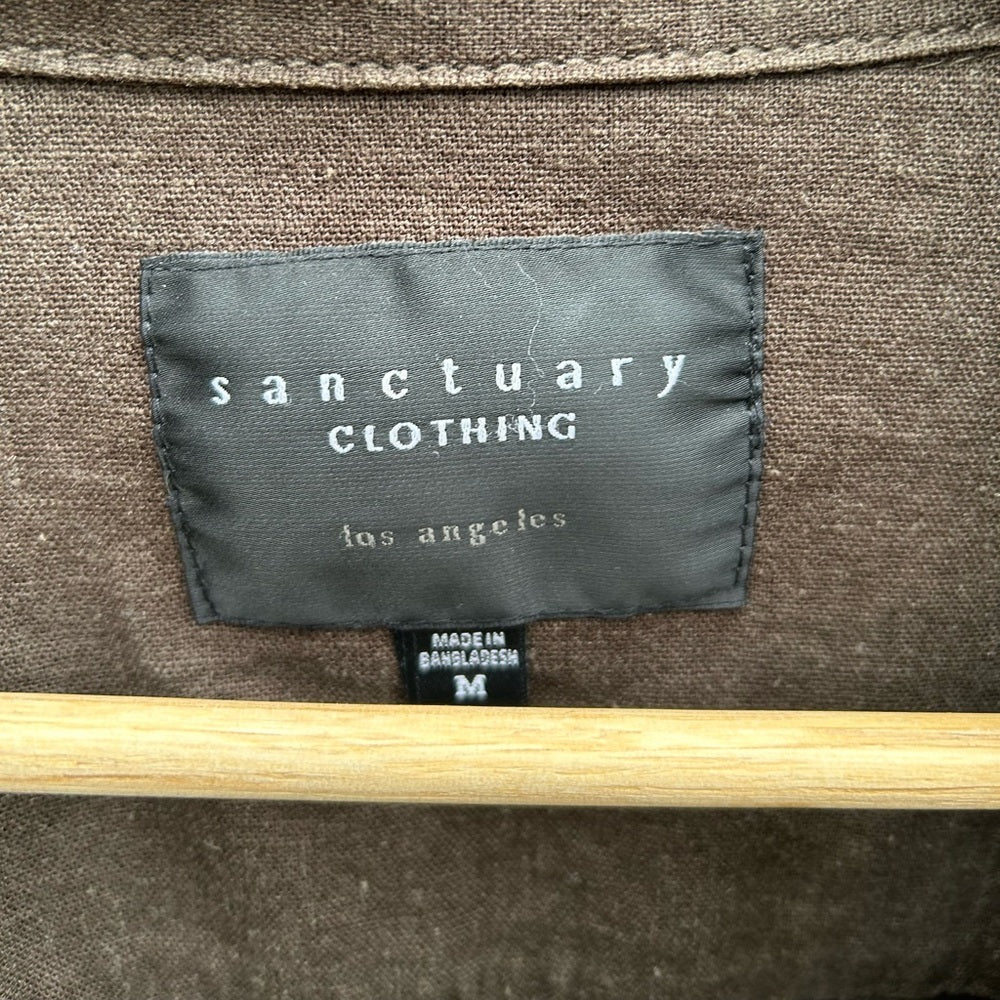 sanctuary
CLOTHING
los angeles
MADE IN
BANGLADESH
M